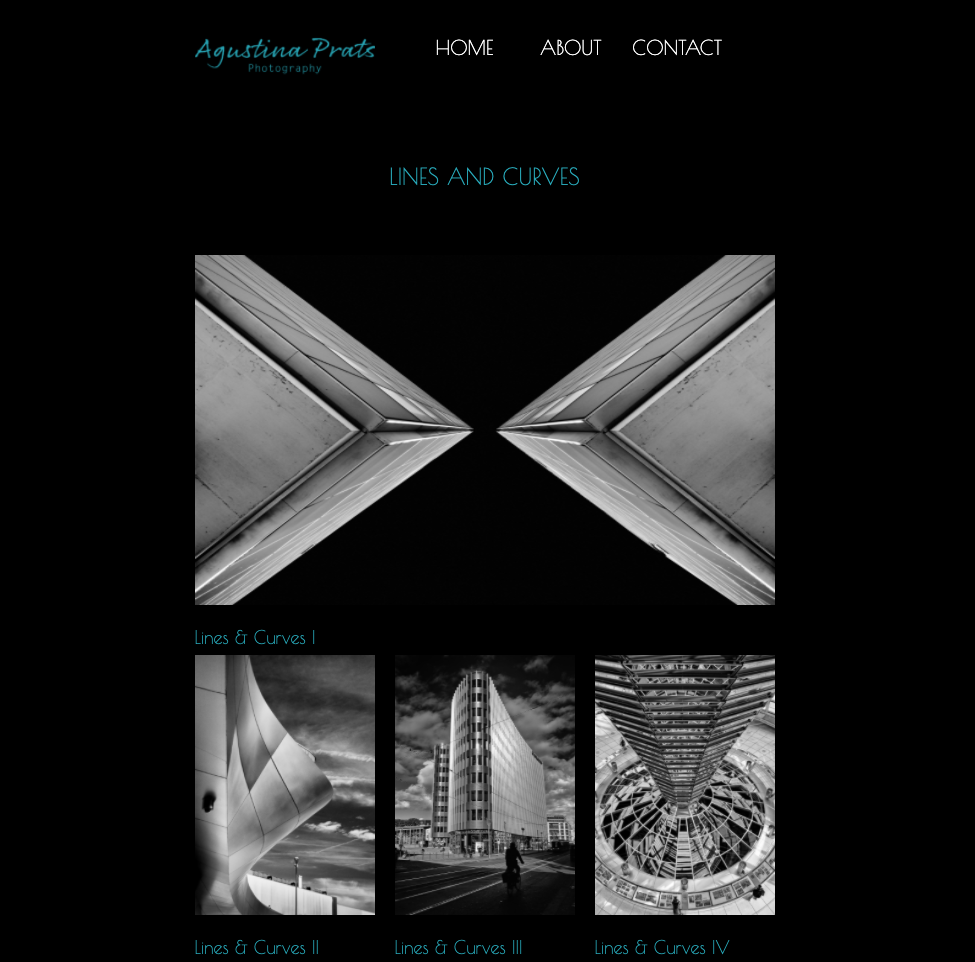 Agustina Prats
Photography
HOME ABOUT CONTACT
LINES AND CURVES
Lines & Curves I
Lines & Curves II
Lines & Curves III
Lines & Curves IV